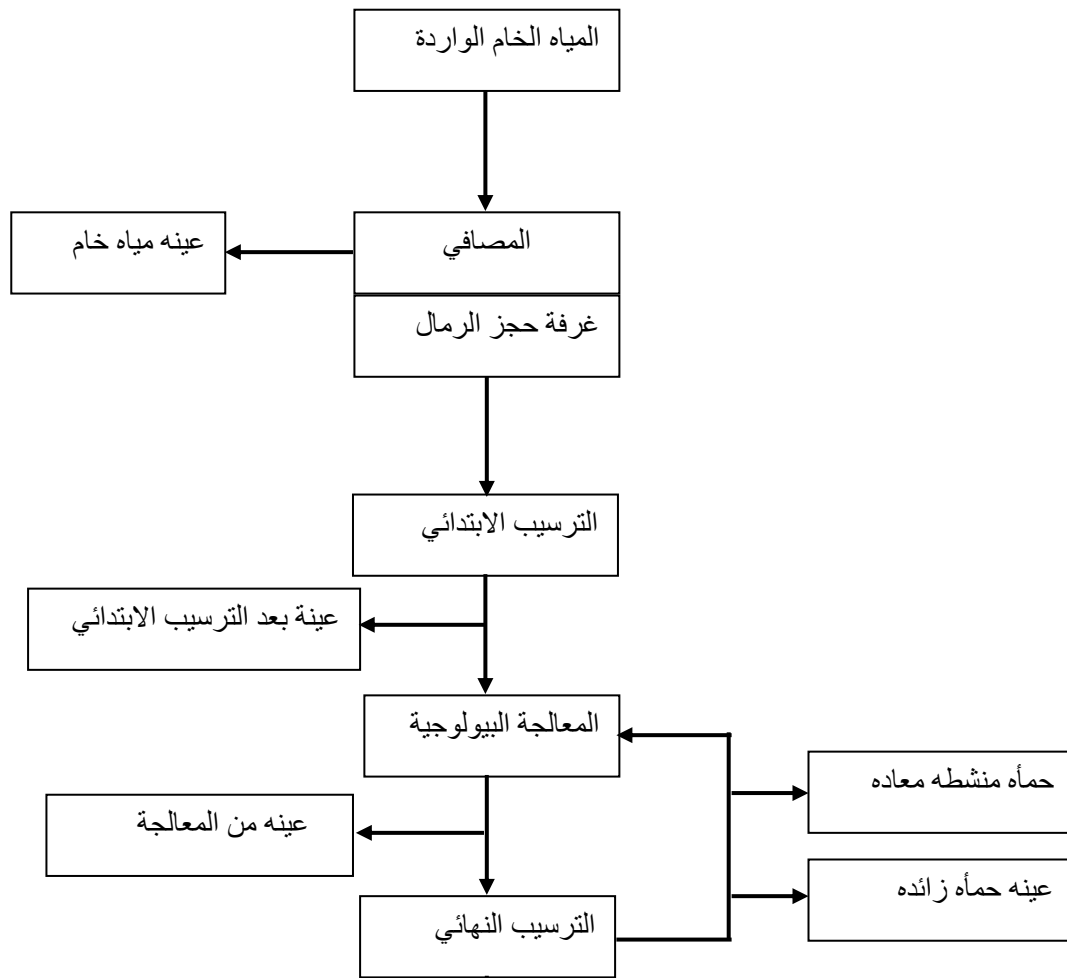 المياه الخام الواردة
المصافي
عينه مياه خام
غرفة حجز الرمال
الترسيب الابتدائي
عينة بعد الترسيب الابتدائي
المعالجة البيولوجية
حمأه منشطه معاده
عينه من المعالجة
عينه حمأه زائده
الترسيب النهائي